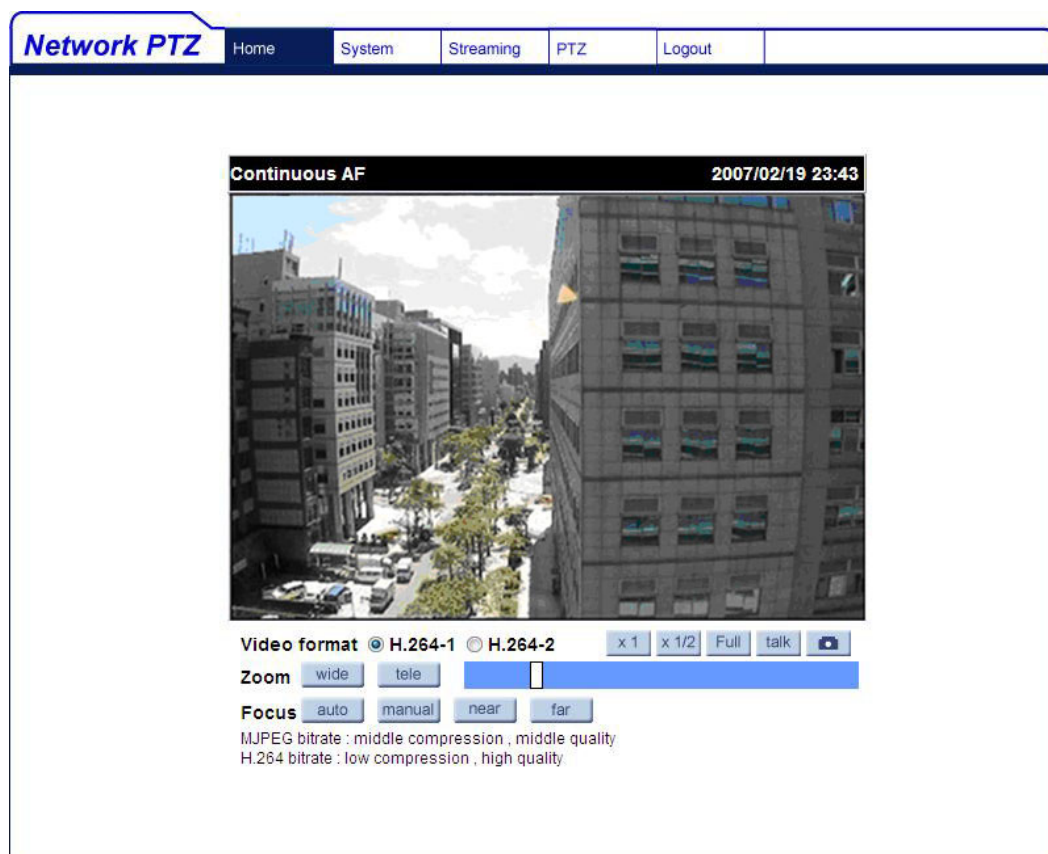 Network PTZ Home System Streaming PTZ Logout
Continuous AF 2007/02/19 23:43
Video format H.264-1 H.264-2 x 1 x 1/2 Full talk
Zoom wide tele
Focus auto manual near far
MJPEG bitrate : middle compression , middle quality
H.264 bitrate : low compression , high quality